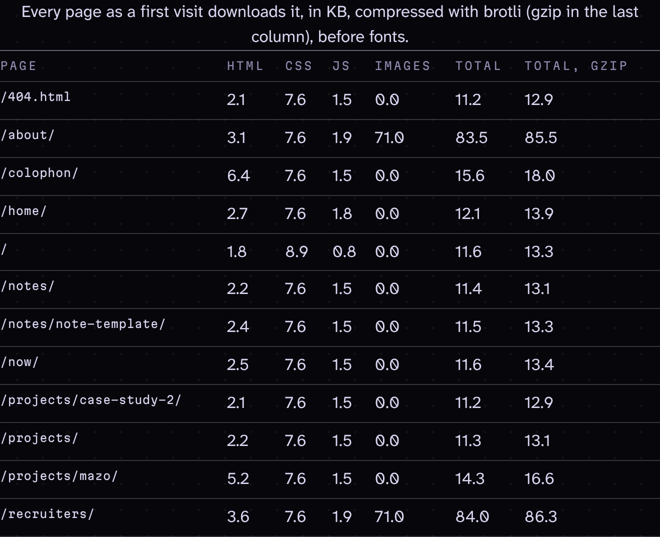 Every page as a first visit downloads it, in KB, compressed with brotli (gzip in the last
column), before fonts.
PAGE HTML CSS JS IMAGES TOTAL TOTAL, GZIP
/404.html 2.1 7.6 1.5 0.0 11.2 12.9
/about/ 3.1 7.6 1.9 71.0 83.5 85.5
/colophon/ 6.4 7.6 1.5 0.0 15.6 18.0
/home/ 2.7 7.6 1.8 0.0 12.1 13.9
/ 1.8 8.9 0.8 0.0 11.6 13.3
/notes/ 2.2 7.6 1.5 0.0 11.4 13.1
/notes/note-template/ 2.4 7.6 1.5 0.0 11.5 13.3
/now/ 2.5 7.6 1.5 0.0 11.6 13.4
/projects/case-study-2/ 2.1 7.6 1.5 0.0 11.2 12.9
/projects/ 2.2 7.6 1.5 0.0 11.3 13.1
/projects/mazo/ 5.2 7.6 1.5 0.0 14.3 16.6
/recruiters/ 3.6 7.6 1.9 71.0 84.0 86.3